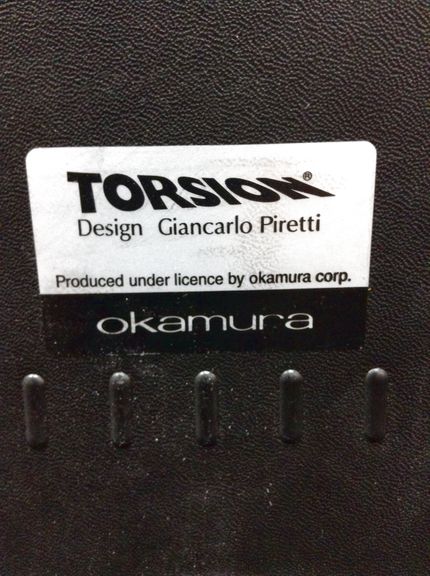 TORSION®
Design Giancarlo Piretti
Produced under licence by okamura corp.
okamura